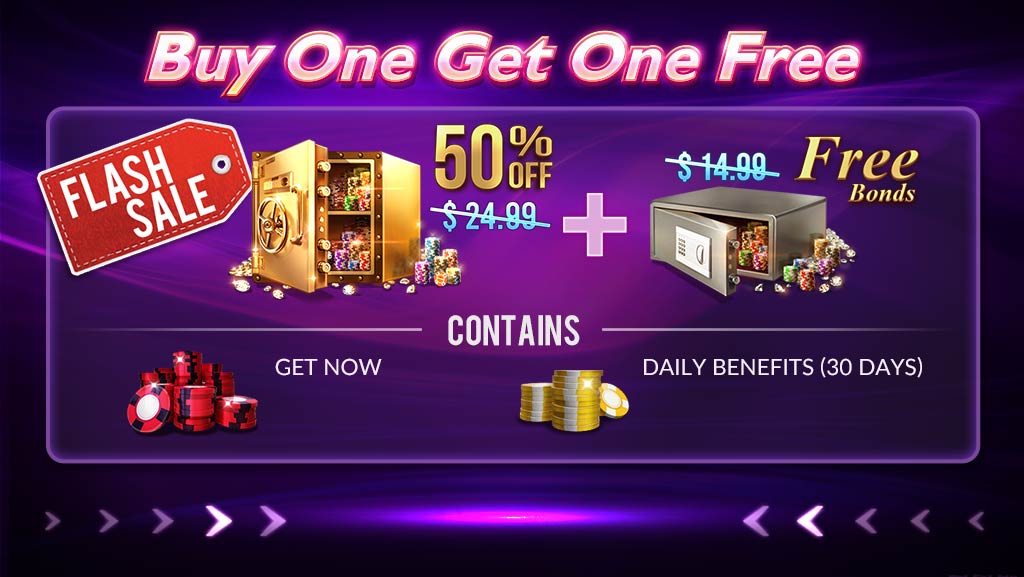 Buy One Get One Free
FLASH
SALE
50% OFF
$ 24.99
$ 14.99
Free
Bonds
CONTAINS
GET NOW
DAILY BENEFITS (30 DAYS)